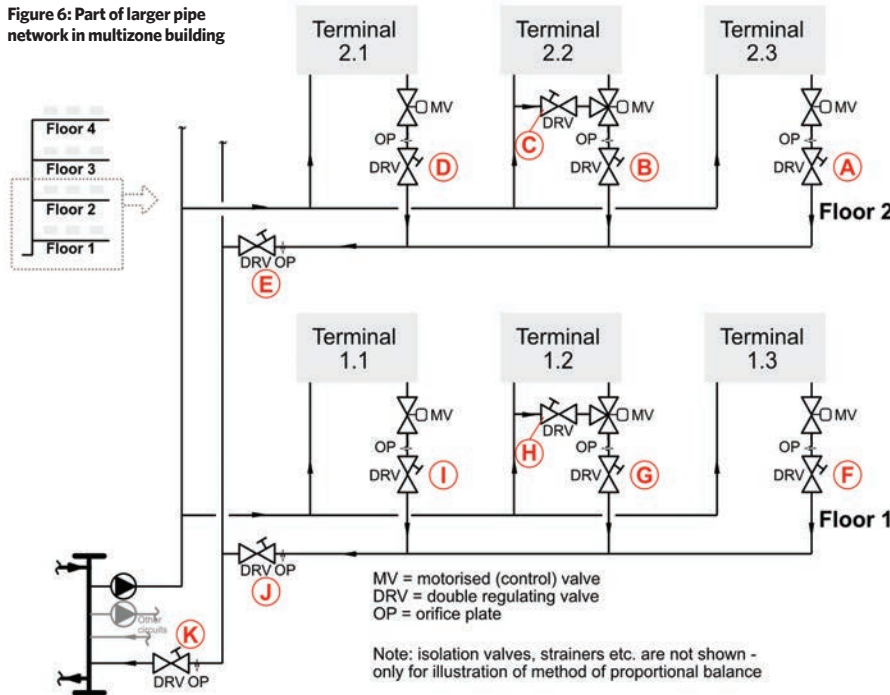 Figure 6: Part of larger pipe
network in multizone building
Floor 4
Floor 3
Floor 2
Floor 1
Terminal
2.1
Terminal
2.2
Terminal
2.3
MV
MV
MV
C
DRV
OP
OP
OP
DRV
D
DRV
B
DRV
A
Floor 2
DRV OP
E
Terminal
1.1
Terminal
1.2
Terminal
1.3
MV
MV
MV
H
DRV
OP
OP
OP
DRV
I
DRV
G
DRV
F
Floor 1
DRV OP
J
Other
circuits
K
DRV OP
MV = motorised (control) valve
DRV = double regulating valve
OP = orifice plate
Note: isolation valves, strainers etc. are not shown -
only for illustration of method of proportional balance